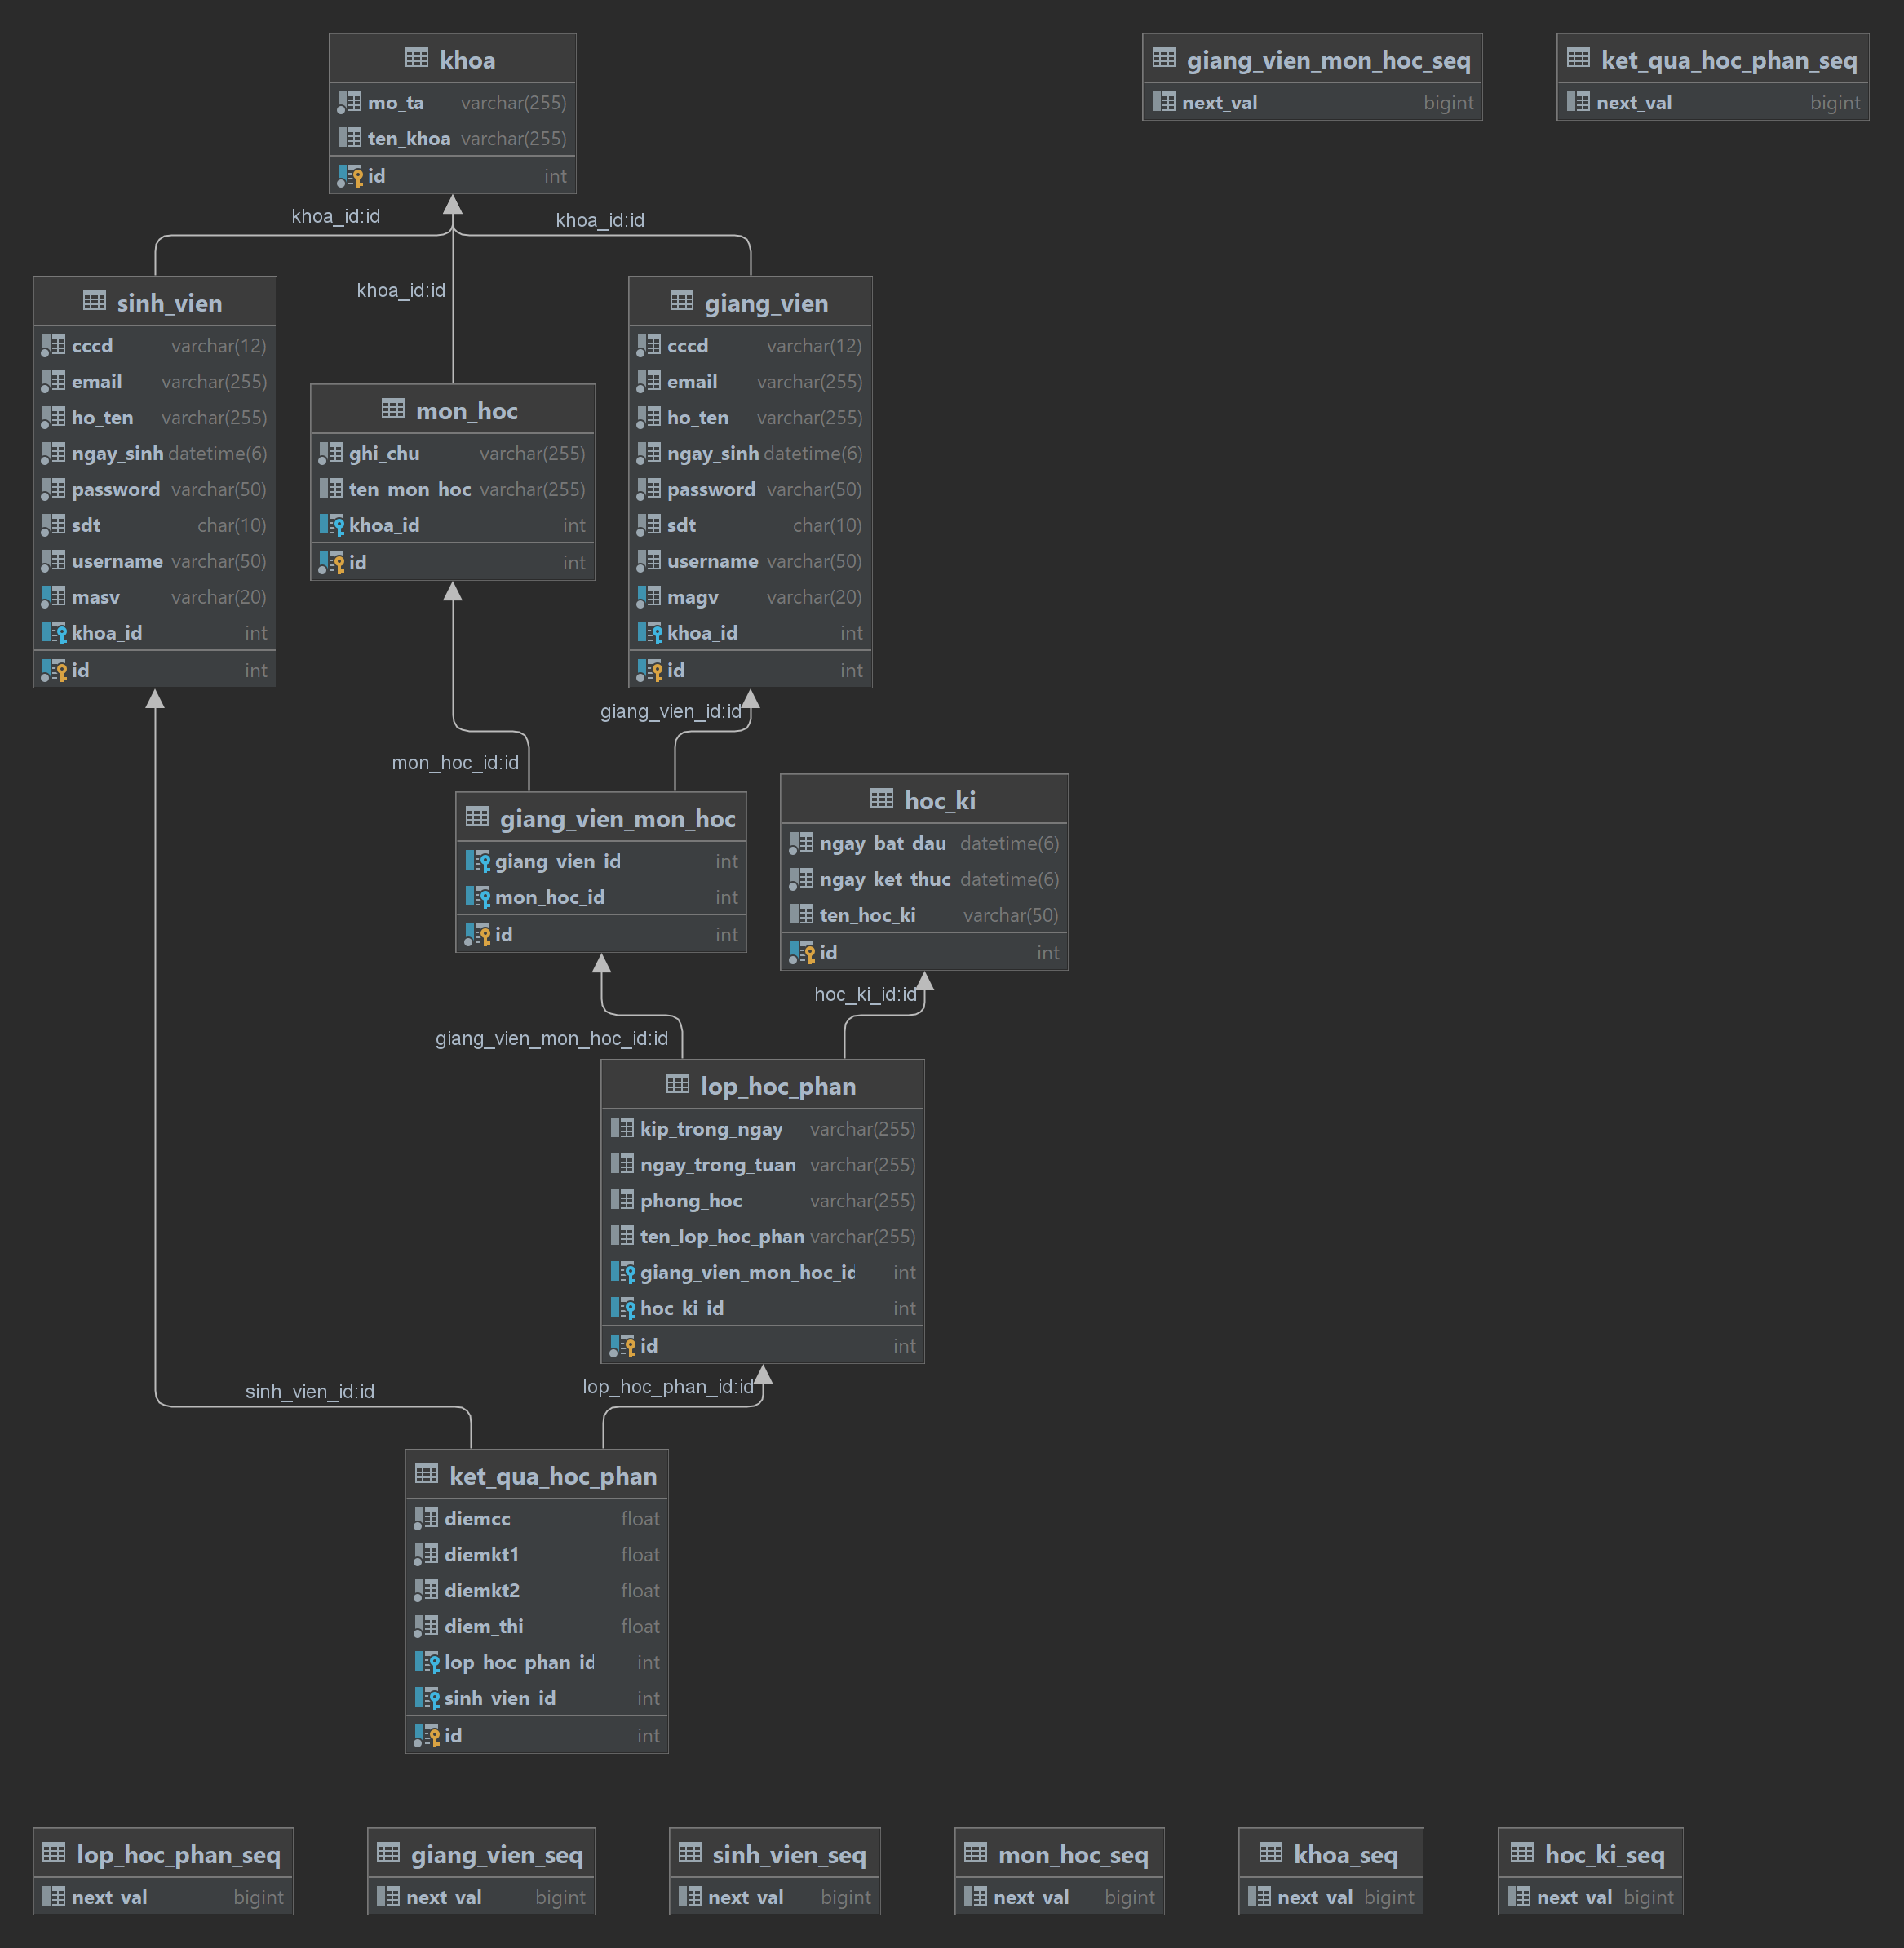 khoa
mo_ta varchar(255)
ten_khoa varchar(255)
id int
giang_vien_mon_hoc_seq
next_val bigint
ket_qua_hoc_phan_seq
next_val bigint
khoa_id:id
khoa_id:id
khoa_id:id
sinh_vien
cccd varchar(12)
email varchar(255)
ho_ten varchar(255)
ngay_sinh datetime(6)
password varchar(50)
sdt char(10)
username varchar(50)
masv varchar(20)
khoa_id int
id int
mon_hoc
ghi_chu varchar(255)
ten_mon_hoc varchar(255)
khoa_id int
id int
giang_vien
cccd varchar(12)
email varchar(255)
ho_ten varchar(255)
ngay_sinh datetime(6)
password varchar(50)
sdt char(10)
username varchar(50)
magv varchar(20)
khoa_id int
id int
giang_vien_id:id
mon_hoc_id:id
giang_vien_mon_hoc
giang_vien_id int
mon_hoc_id int
id int
hoc_ki
ngay_bat_dau datetime(6)
ngay_ket_thuc datetime(6)
ten_hoc_ki varchar(50)
id int
hoc_ki_id:id
giang_vien_mon_hoc_id:id
lop_hoc_phan
kip_trong_ngay varchar(255)
ngay_trong_tuan varchar(255)
phong_hoc varchar(255)
ten_lop_hoc_phan varchar(255)
giang_vien_mon_hoc_id int
hoc_ki_id int
id int
sinh_vien_id:id
lop_hoc_phan_id:id
ket_qua_hoc_phan
diemcc float
diemkt1 float
diemkt2 float
diem_thi float
lop_hoc_phan_id int
sinh_vien_id int
id int
lop_hoc_phan_seq
next_val bigint
giang_vien_seq
next_val bigint
sinh_vien_seq
next_val bigint
mon_hoc_seq
next_val bigint
khoa_seq
next_val bigint
hoc_ki_seq
next_val bigint